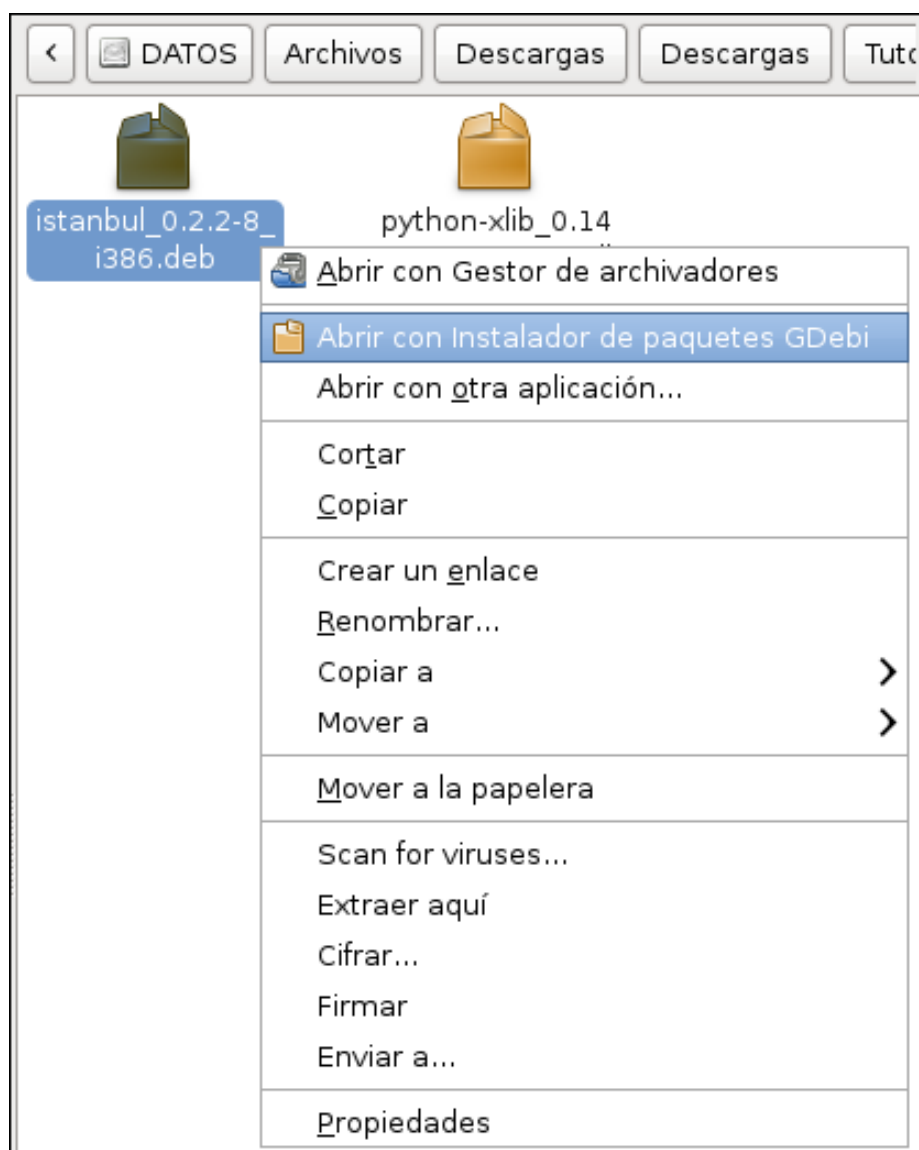 DATOS Archivos Descargas Descargas
istanbul_0.2.2-8_
i386.deb
python-xlib_0.14
Abrir con Gestor de archivadores
Abrir con Instalador de paquetes GDebi
Abrir con otra aplicación...
Cortar
Copiar
Crear un enlace
Renombrar...
Copiar a
Mover a
Mover a la papelera
Scan for viruses...
Extraer aquí
Cifrar...
Firmar
Enviar a...
Propiedades